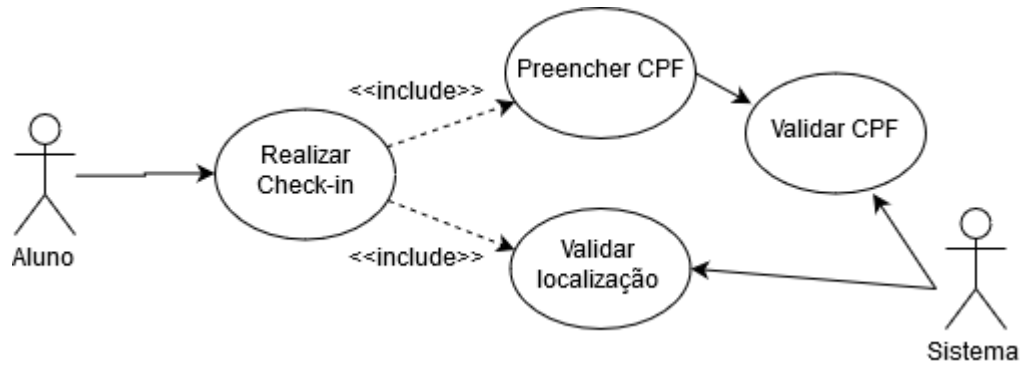 Preencher CPF
<<include>>
Validar CPF
Realizar
Check-in
Aluno
<<include>>
Validar
localização
Sistema